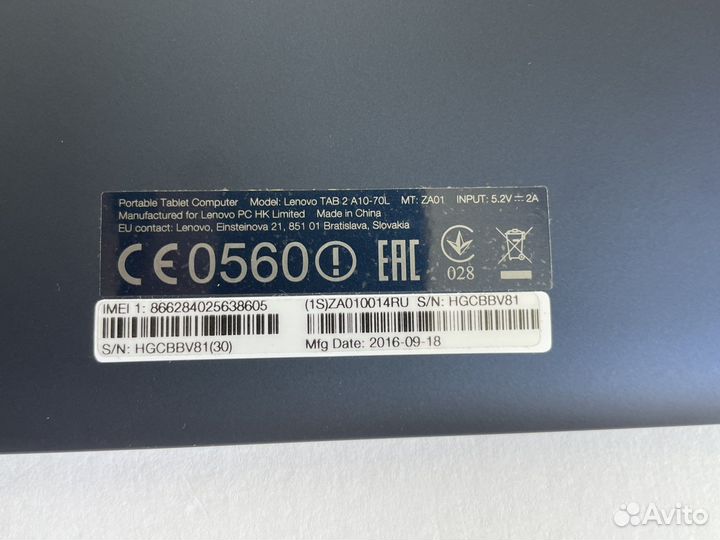 Portable Tablet Computer Model: Lenovo TAB 2 A10-70L MT: ZA01 INPUT: 5.2V⎓2A
Manufactured for Lenovo PC HK Limited Made in China
EU contact: Lenovo, Einsteinova 21, 851 01 Bratislava, Slovakia
CE0560 EAC
028
IMEI 1: 866284025638605 (1S)ZA010014RU S/N: HGCBBV81
S/N: HGCBBV81(30) Mfg Date: 2016-09-18
Avito